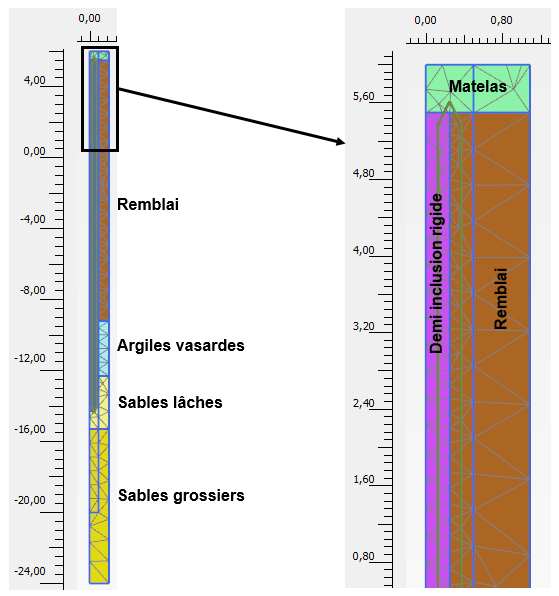 0,00
4,00
0,00
-4,00
-8,00
-12,00
-16,00
-20,00
-24,00
Remblai
Argiles vasardes
Sables lâches
Sables grossiers
0,00 0,80
5,60
4,80
4,00
3,20
2,40
1,60
0,80
Matelas
Demi inclusion rigide
Remblai